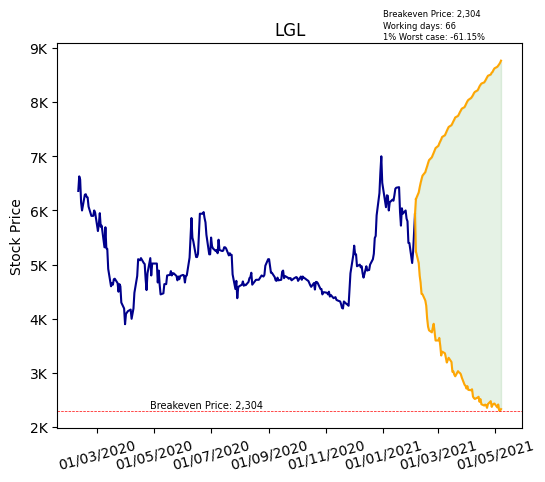 Breakeven Price: 2,304
Working days: 66
1% Worst case: -61.15%
LGL
Stock Price
9K
8K
7K
6K
5K
4K
3K
2K
Breakeven Price: 2,304
01/03/2020
01/05/2020
01/07/2020
01/09/2020
01/11/2020
01/01/2021
01/03/2021
01/05/2021